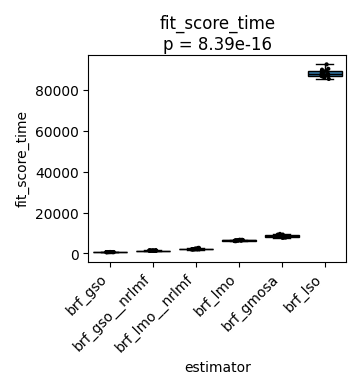 fit_score_time
p = 8.39e-16
fit_score_time
80000
60000
40000
20000
0
brf_gso
brf_gso__nrlmf
brf_lmo__nrlmf
brf_lmo
brf_gmosa
brf_lso
estimator